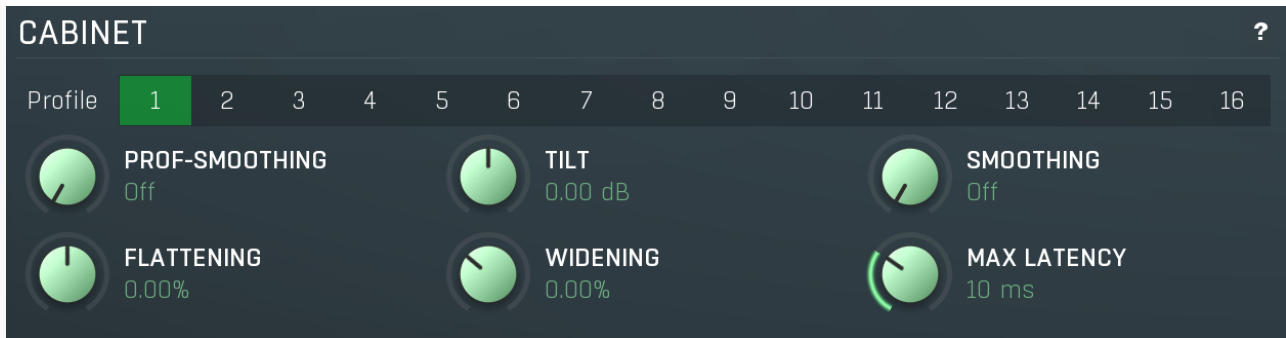 CABINET ?
Profile 1 2 3 4 5 6 7 8 9 10 11 12 13 14 15 16
PROF-SMOOTHING TILT SMOOTHING
Off 0.00 dB Off
FLATTENING WIDENING MAX LATENCY
0.00% 0.00% 10 ms